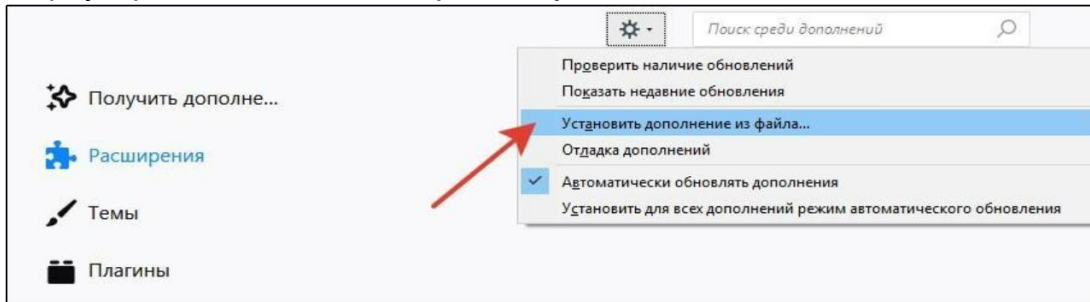 Поиск среди дополнений
Проверить наличие обновлений
Показать недавние обновления
Установить дополнение из файла...
Отладка дополнений
Автоматически обновлять дополнения
Установить для всех дополнений режим автоматического обновления
Получить дополне...
Расширения
Темы
Плагины